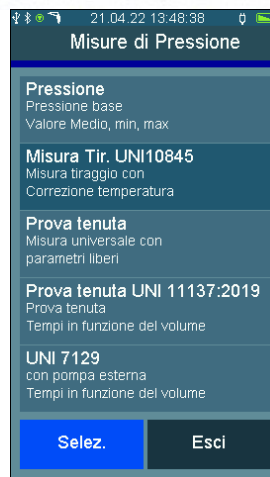 21.04.22 13:48:38
Misure di Pressione
Pressione
Pressione base
Valore Medio, min, max
Misura Tir. UNI10845
Misura tiraggio con
Correzione temperatura
Prova tenuta
Misura universale con
parametri liberi
Prova tenuta UNI 11137:2019
Prova tenuta
Tempi in funzione del volume
UNI 7129
con pompa esterna
Tempi in funzione del volume
Selez.
Esci